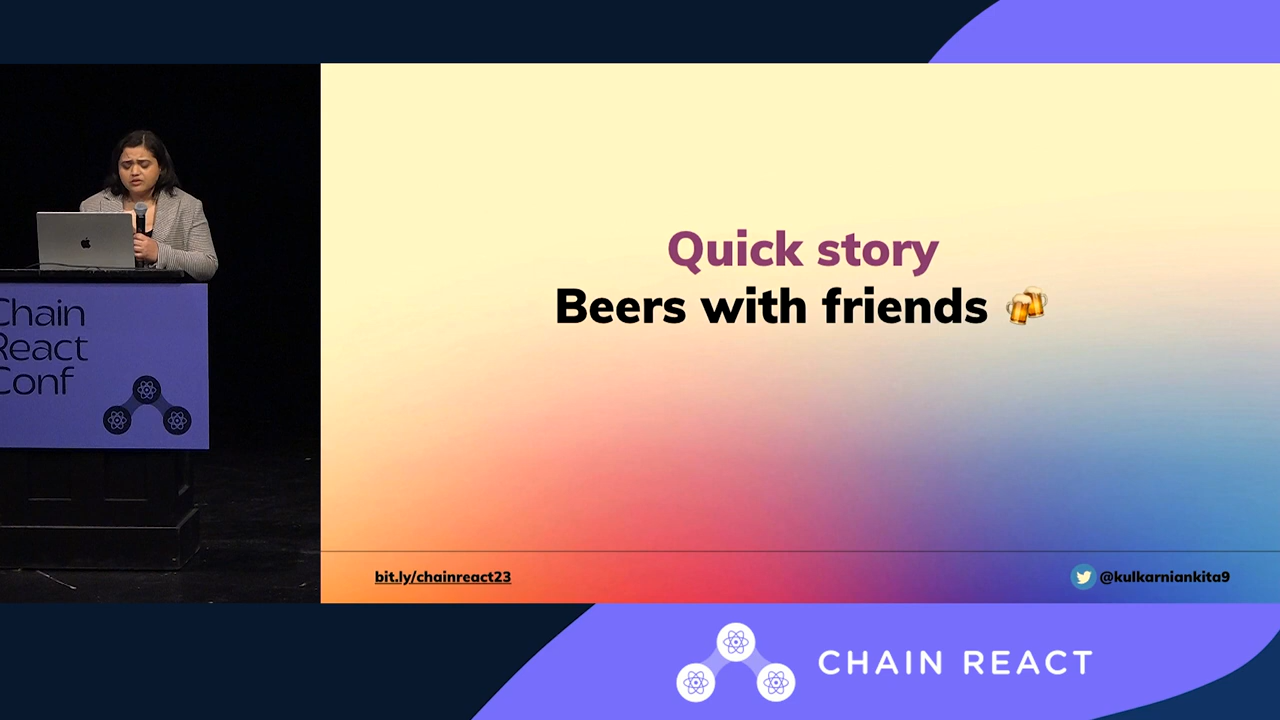 Quick story
Beers with friends
Chain
React
Conf
bit.ly/chainreact23
@kulkarniankita9
CHAIN REACT